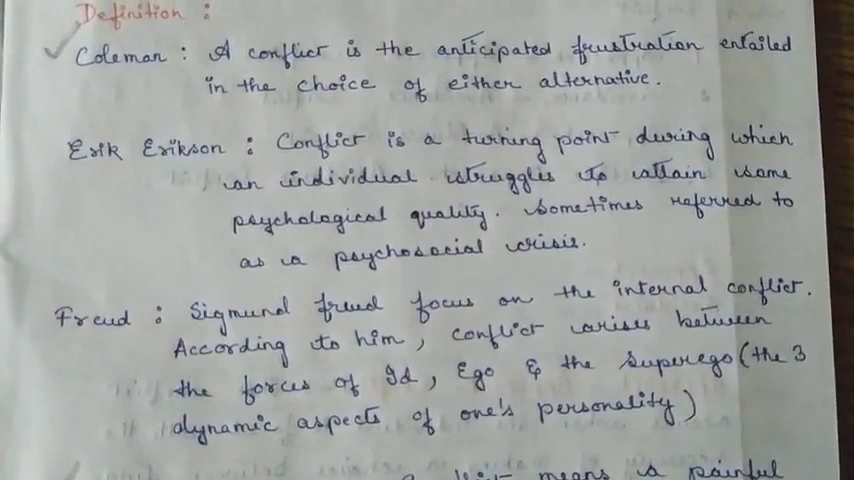 Definition :
Coleman : A conflict is the anticipated frustration entailed
in the choice of either alternative.
Erik Erikson : Conflict is a turning point during which
an individual struggles to attain some
psychological quality. Sometimes referred to
as a psychosocial crisis.
Freud : Sigmund freud focus on the internal conflict.
According to him, conflict arises between
the forces of Id, Ego & the Superego (the 3
dynamic aspects of one's personality)
means a painful